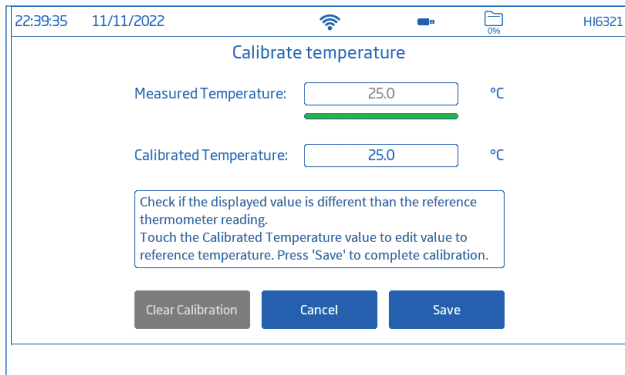 22:39:35 11/11/2022 0% HI6321
Calibrate temperature
Measured Temperature: 25.0 °C
Calibrated Temperature: 25.0 °C
Check if the displayed value is different than the reference
thermometer reading.
Touch the Calibrated Temperature value to edit value to
reference temperature. Press 'Save' to complete calibration.
Clear Calibration Cancel Save